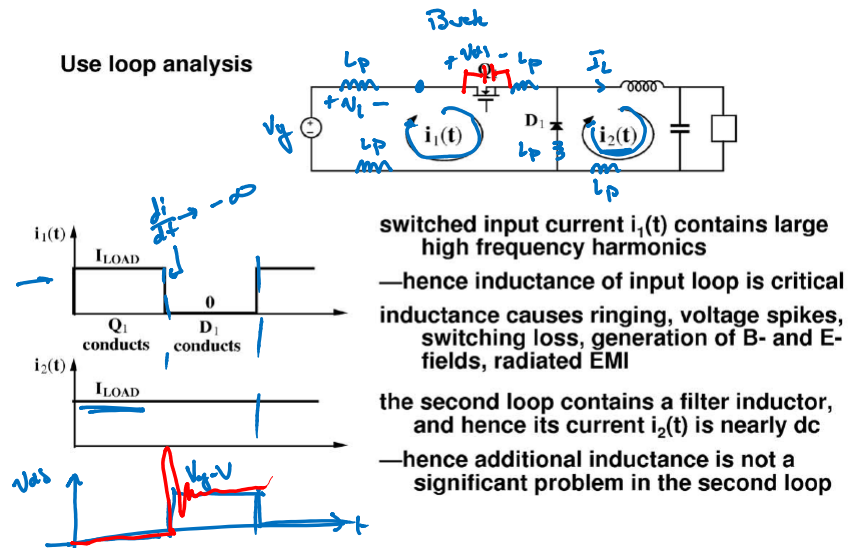 Buck
Use loop analysis
Lp
+ Vds -
Q
Lp
IL
+ VL -
Vg
i1(t)
D1
i2(t)
Lp
Lp
Lp
di/dt → -∞
i1(t)
ILOAD
0
Q1
conducts
D1
conducts
i2(t)
ILOAD
Vds
Vg-V
t
switched input current i1(t) contains large
high frequency harmonics
—hence inductance of input loop is critical
inductance causes ringing, voltage spikes,
switching loss, generation of B- and E-
fields, radiated EMI
the second loop contains a filter inductor,
and hence its current i2(t) is nearly dc
—hence additional inductance is not a
significant problem in the second loop